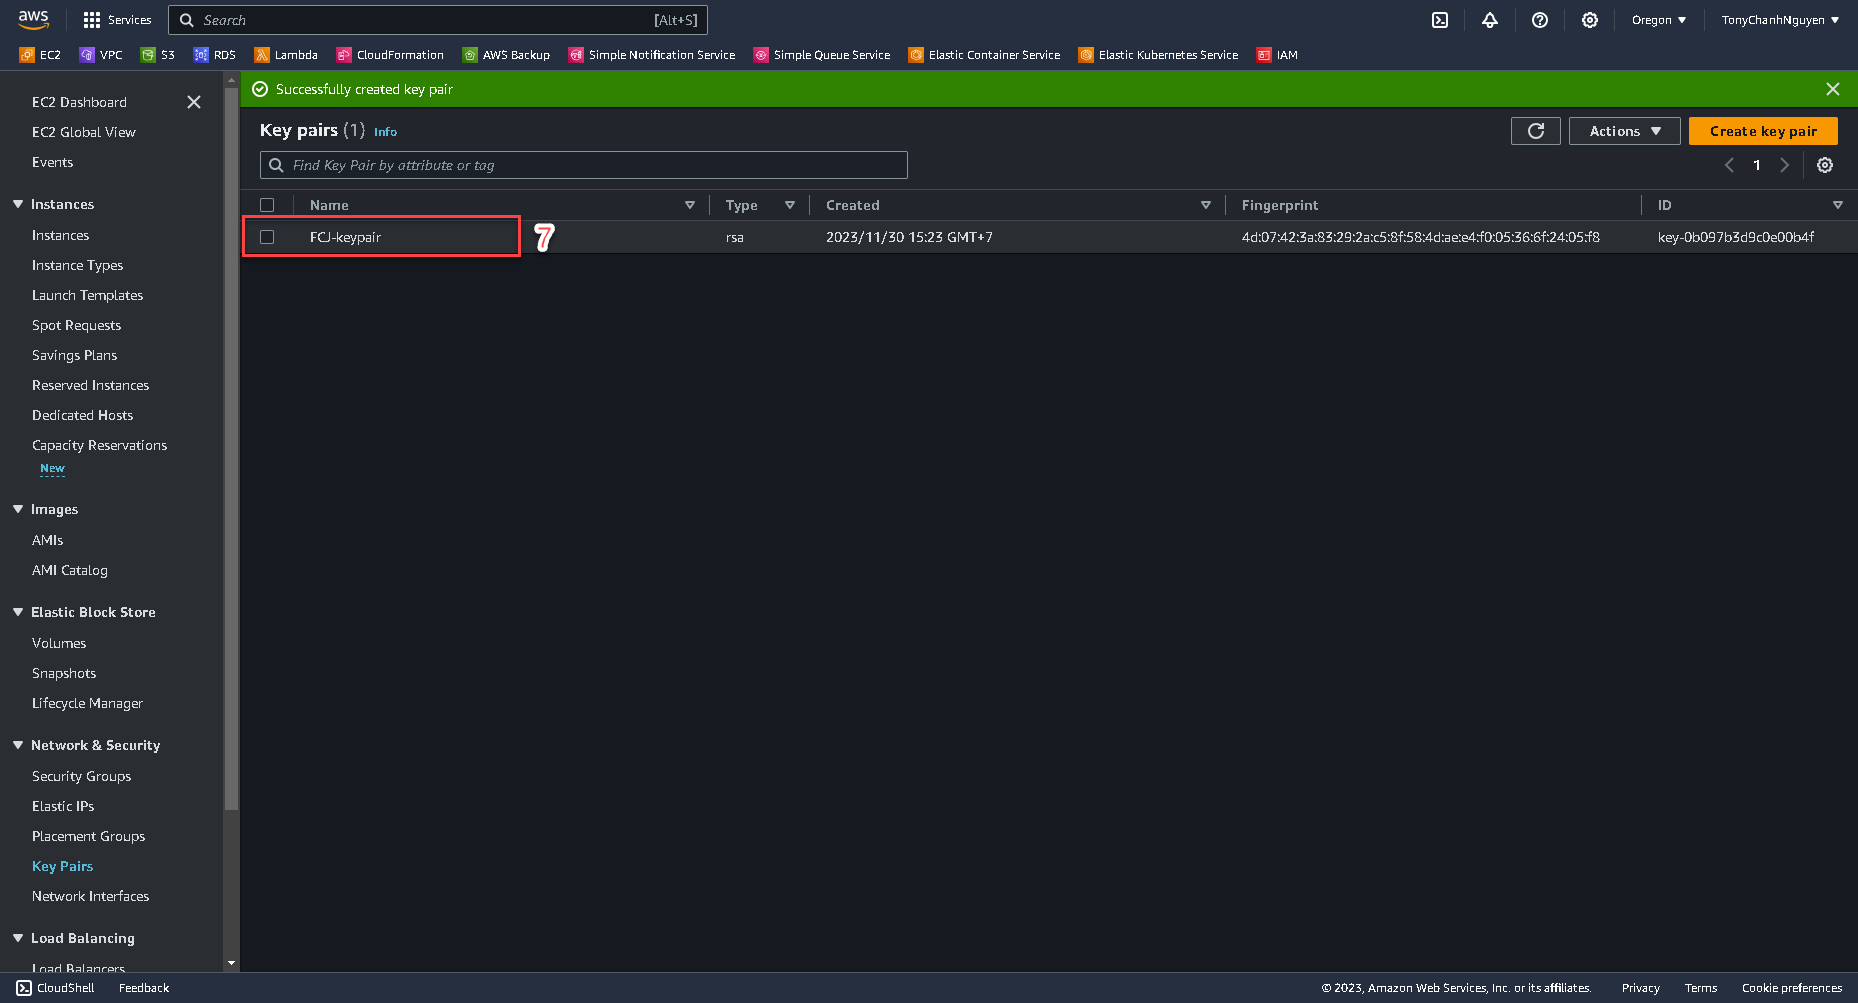 aws Services Search [Alt+S] Oregon TonyChanhNguyen
EC2 VPC S3 RDS Lambda CloudFormation AWS Backup Simple Notification Service Simple Queue Service Elastic Container Service Elastic Kubernetes Service IAM
EC2 Dashboard
EC2 Global View
Events
Instances
Instances
Instance Types
Launch Templates
Spot Requests
Savings Plans
Reserved Instances
Dedicated Hosts
Capacity Reservations
New
Images
AMIs
AMI Catalog
Elastic Block Store
Volumes
Snapshots
Lifecycle Manager
Network & Security
Security Groups
Elastic IPs
Placement Groups
Key Pairs
Network Interfaces
Load Balancing
Load Balancers
Successfully created key pair
Key pairs (1) Info Actions Create key pair
Find Key Pair by attribute or tag 1
Name Type Created Fingerprint ID
FCJ-keypair 7 rsa 2023/11/30 15:23 GMT+7 4d:07:42:3a:83:29:2a:c5:8f:58:4d:ae:e4:f0:05:36:6f:24:05:f8 key-0b097b3d9c0e00b4f
CloudShell Feedback © 2023, Amazon Web Services, Inc. or its affiliates. Privacy Terms Cookie preferences